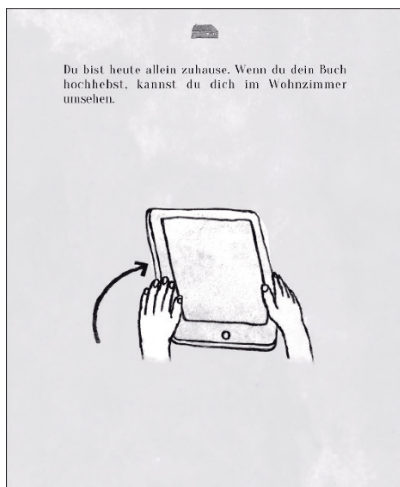 Du bist heute allein zuhause. Wenn du dein Buch
hochhebst, kannst du dich im Wohnzimmer
umsehen.